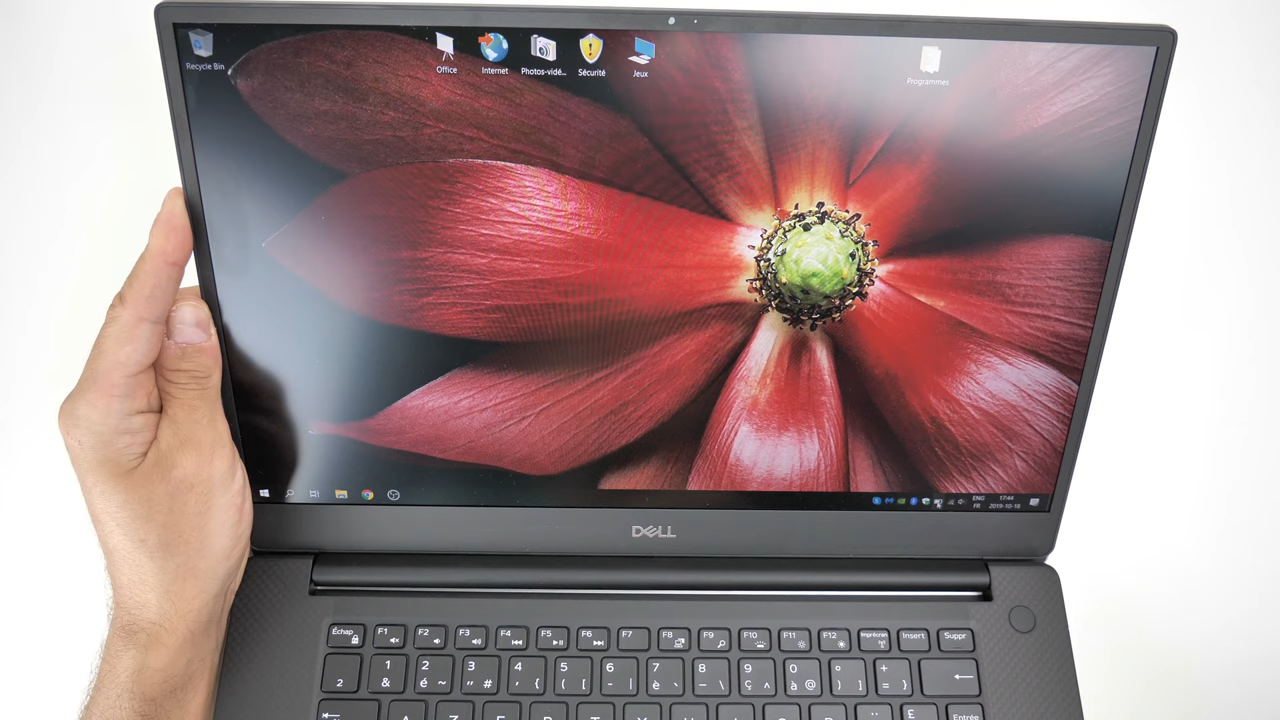 Recycle Bin
Office
Internet
Photos-vidé...
Sécurité
Jeux
Programmes
ENG
FR
17:44
2019-10-18
DELL
Échap F1 F2 F3 F4 F5 F6 F7 F8 F9 F10 F11 F12 Imprécran Insert Suppr
2 1 & 2 é ~ 3 " # 4 ' { 5 ( [ 6 - | 7 è ` 8 _ \ 9 ç ^ 0 à @ ° ) ] + = }
A Z E R T £ Entrée